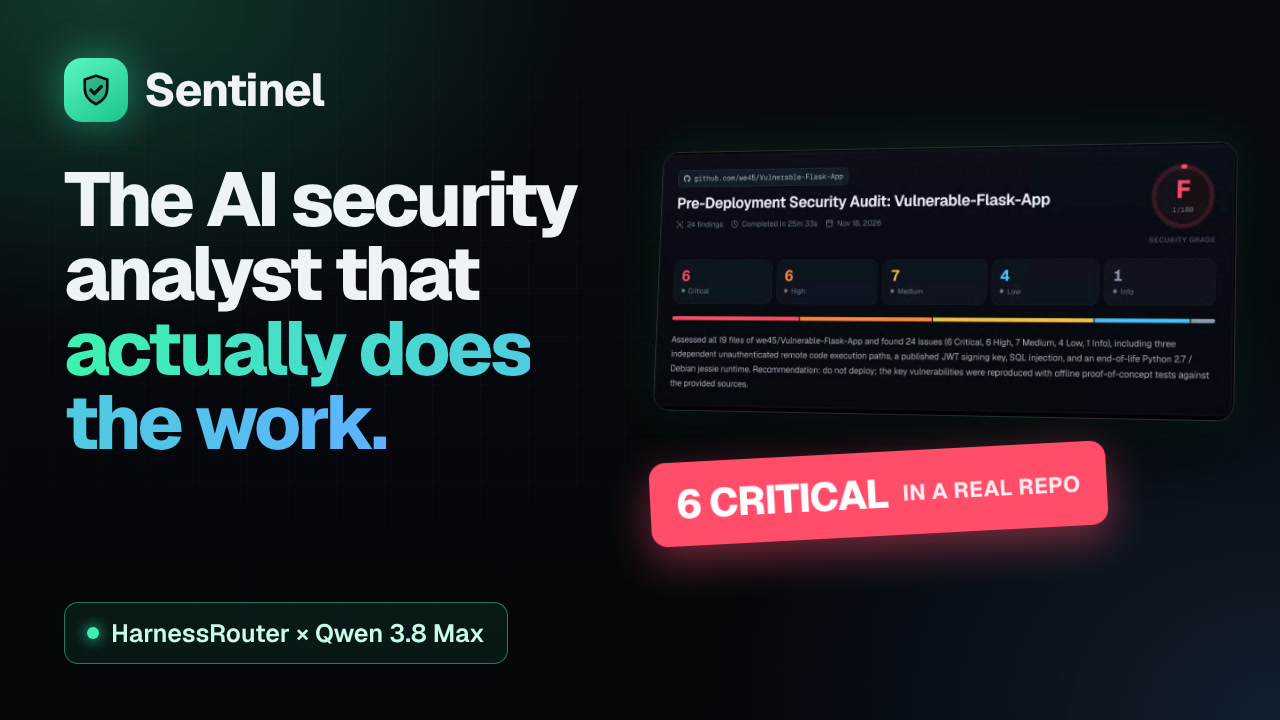 Sentinel
The AI security
analyst that
actually does
the work.
github.com/we45/Vulnerable-Flask-App
Pre-Deployment Security Audit: Vulnerable-Flask-App
24 findings Completed in 25m 33s Nov 18, 2026
F
1/100
SECURITY GRADE
6 6 7 4 1
Critical High Medium Low Info
Assessed all 19 files of we45/Vulnerable-Flask-App and found 24 issues (6 Critical, 6 High, 7 Medium, 4 Low, 1 Info), including three
independent unauthenticated remote code execution paths, a published JWT signing key, SQL injection, and an end-of-life Python 2.7 /
Debian jessie runtime. Recommendation: do not deploy; the key vulnerabilities were reproduced with offline proof-of-concept tests against
the provided sources.
6 CRITICAL IN A REAL REPO
HarnessRouter × Qwen 3.8 Max